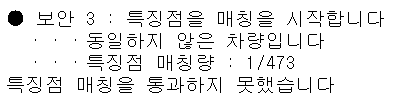 ● 보안 3 : 특징점을 매칭을 시작합니다
· · ·동일하지 않은 차량입니다
· · ·특징점 매칭량 : 1/473
특징점 매칭을 통과하지 못했습니다